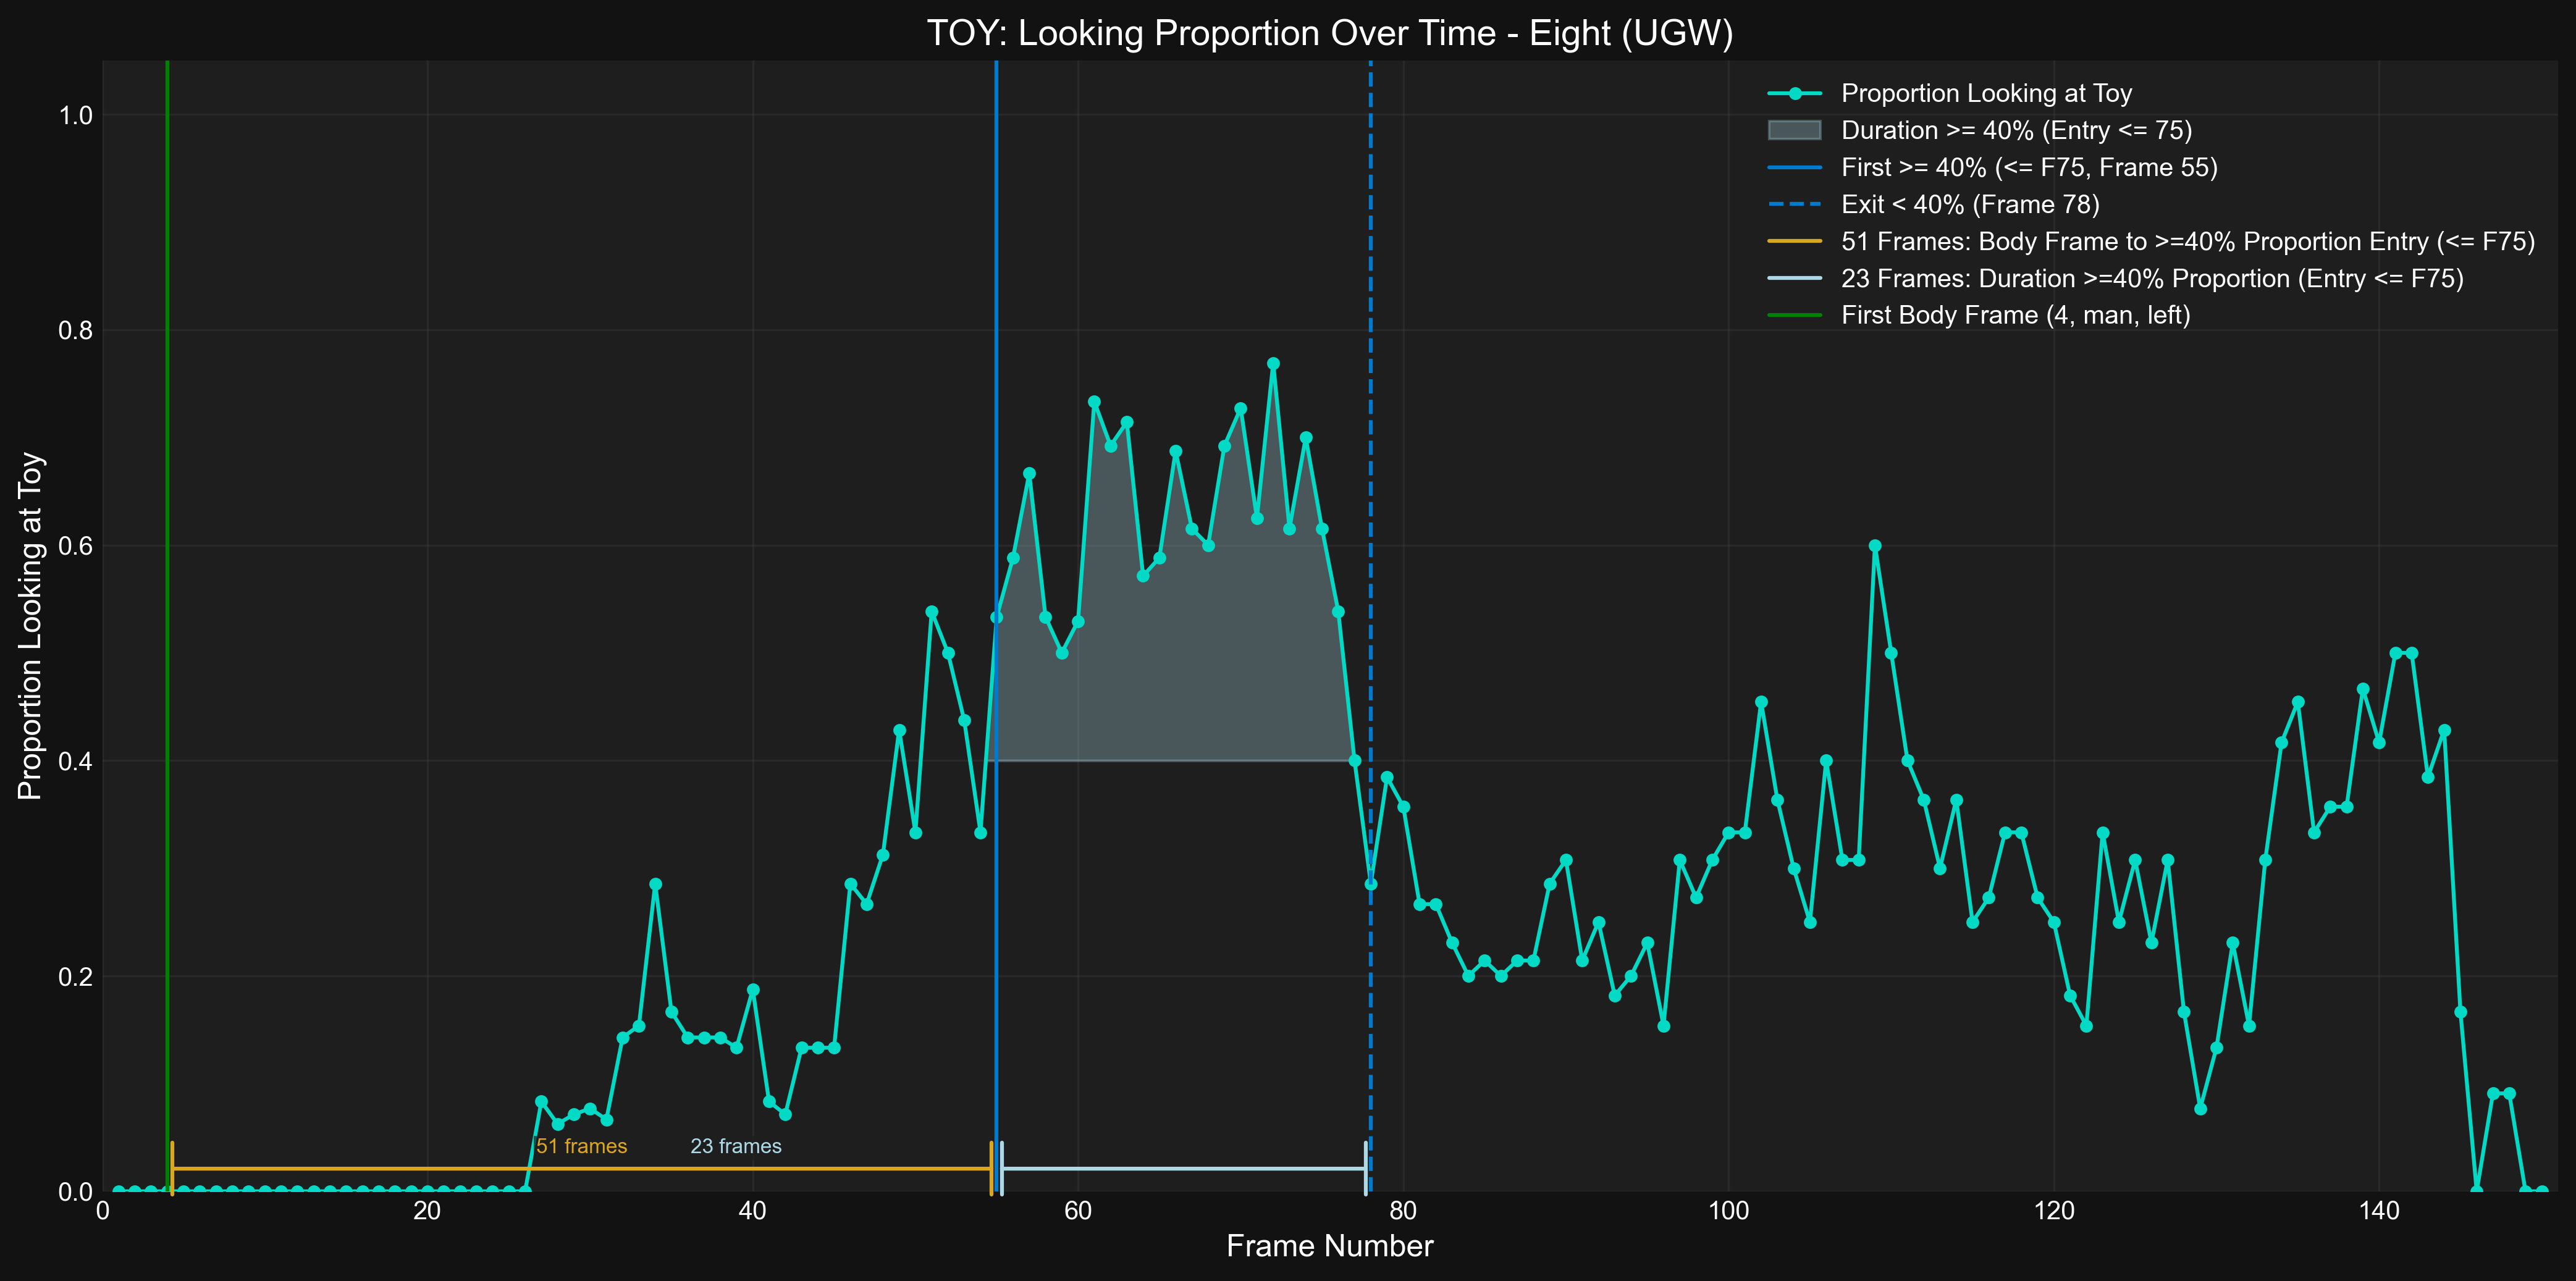 TOY: Looking Proportion Over Time - Eight (UGW)
Proportion Looking at Toy
Duration >= 40% (Entry <= 75)
First >= 40% (<= F75, Frame 55)
Exit < 40% (Frame 78)
51 Frames: Body Frame to >=40% Proportion Entry (<= F75)
23 Frames: Duration >=40% Proportion (Entry <= F75)
First Body Frame (4, man, left)
Proportion Looking at Toy
1.0
0.8
0.6
0.4
0.2
0.0
51 frames
23 frames
0
20
40
60
80
100
120
140
Frame Number